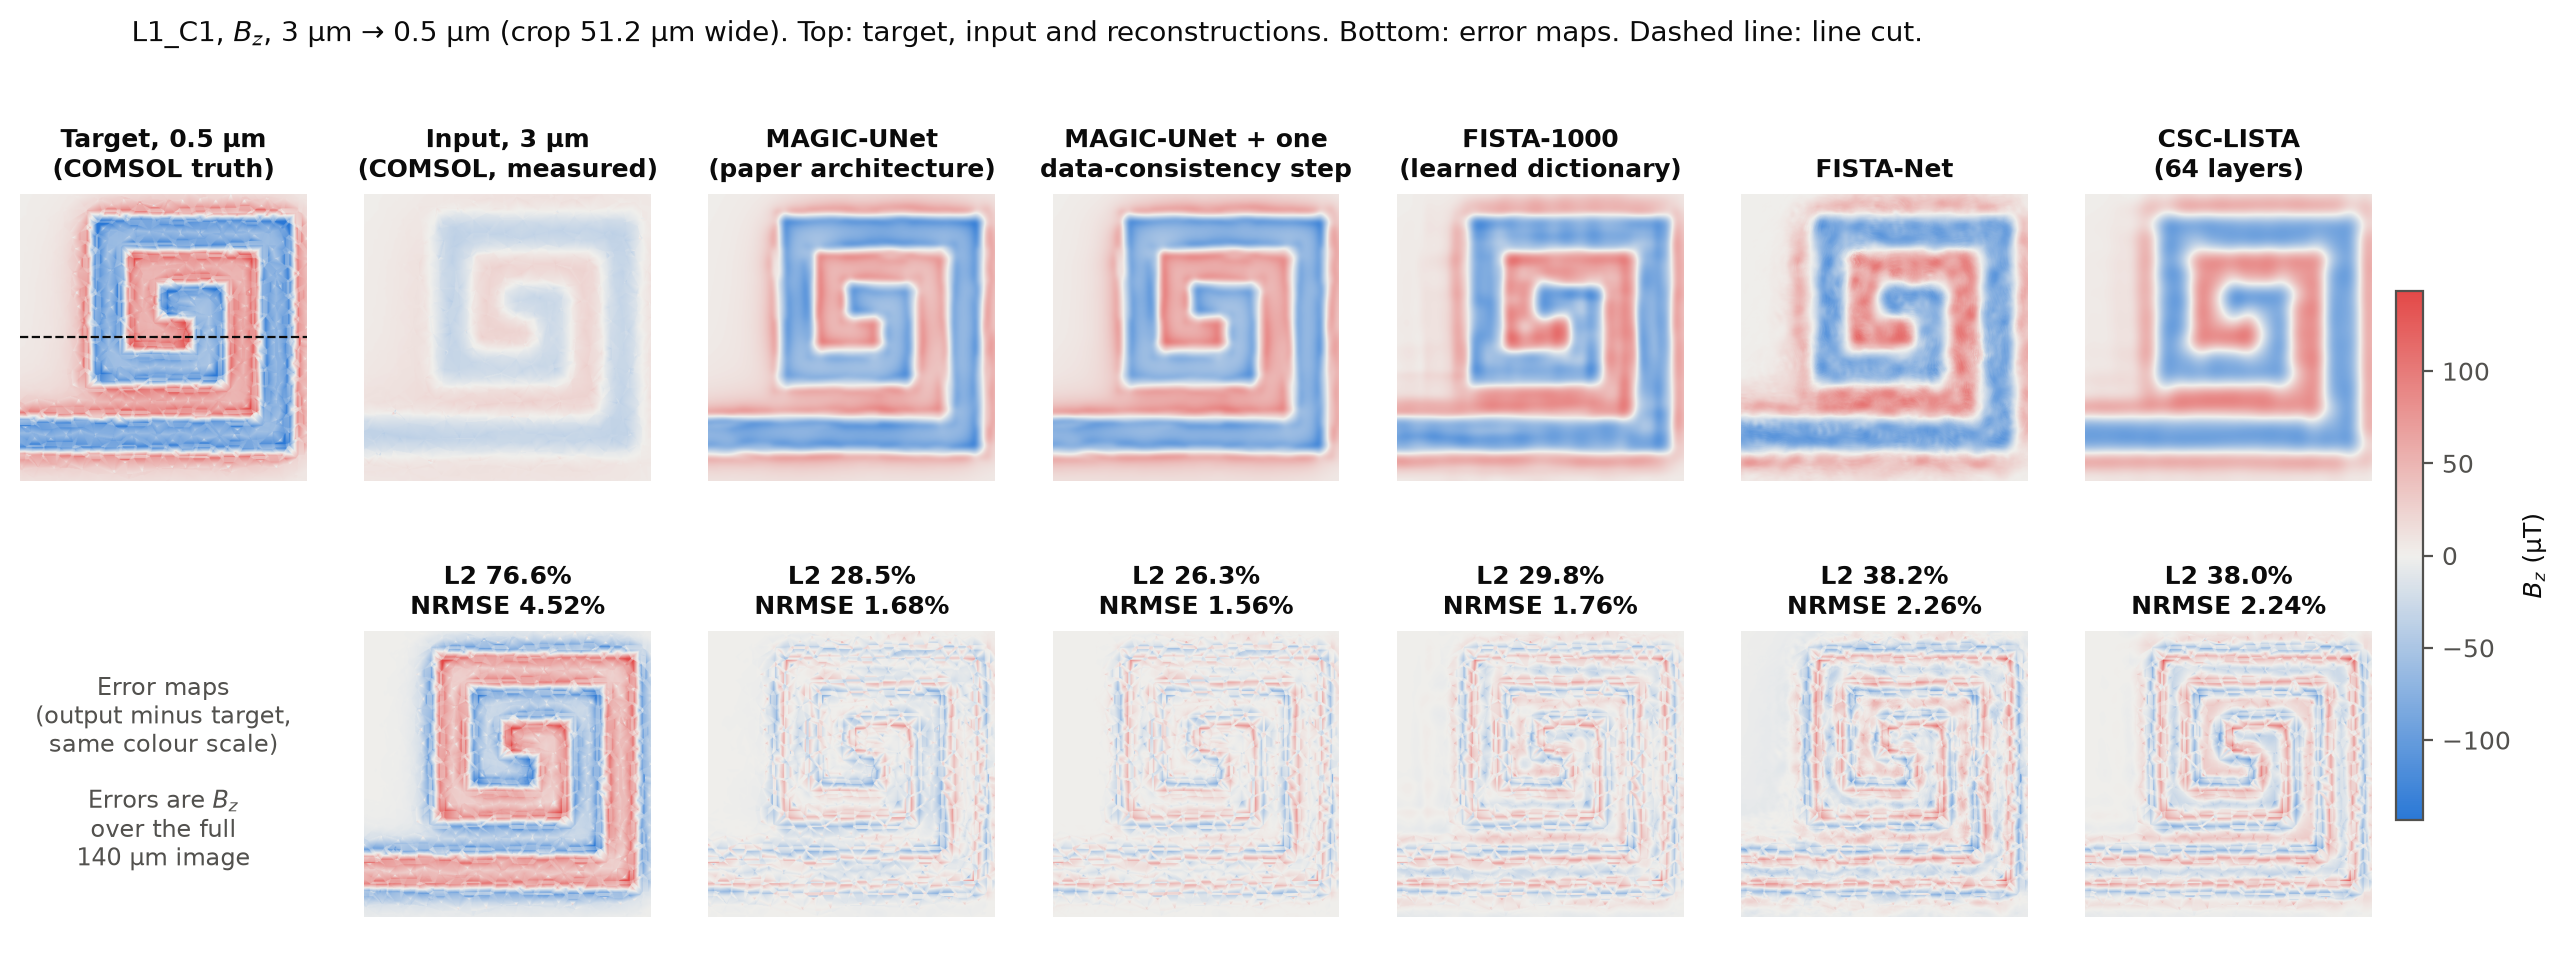 L1_C1, Bz, 3 µm → 0.5 µm (crop 51.2 µm wide). Top: target, input and reconstructions. Bottom: error maps. Dashed line: line cut.
Target, 0.5 µm
(COMSOL truth)
Input, 3 µm
(COMSOL, measured)
MAGIC-UNet
(paper architecture)
MAGIC-UNet + one
data-consistency step
FISTA-1000
(learned dictionary)
FISTA-Net
CSC-LISTA
(64 layers)
L2 76.6%
NRMSE 4.52%
L2 28.5%
NRMSE 1.68%
L2 26.3%
NRMSE 1.56%
L2 29.8%
NRMSE 1.76%
L2 38.2%
NRMSE 2.26%
L2 38.0%
NRMSE 2.24%
Error maps
(output minus target,
same colour scale)
Errors are Bz
over the full
140 µm image
100
50
0
−50
−100
Bz (µT)